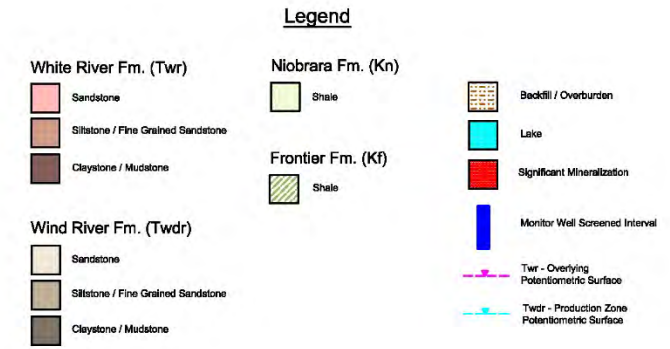 Legend
White River Fm. (Twr)
Sandstone
Siltstone / Fine Grained Sandstone
Claystone / Mudstone
Wind River Fm. (Twdr)
Sandstone
Siltstone / Fine Grained Sandstone
Claystone / Mudstone
Niobrara Fm. (Kn)
Shale
Frontier Fm. (Kf)
Shale
Backfill / Overburden
Lake
Significant Mineralization
Monitor Well Screened Interval
Twr - Overlying
Potentiometric Surface
Twdr - Production Zone
Potentiometric Surface